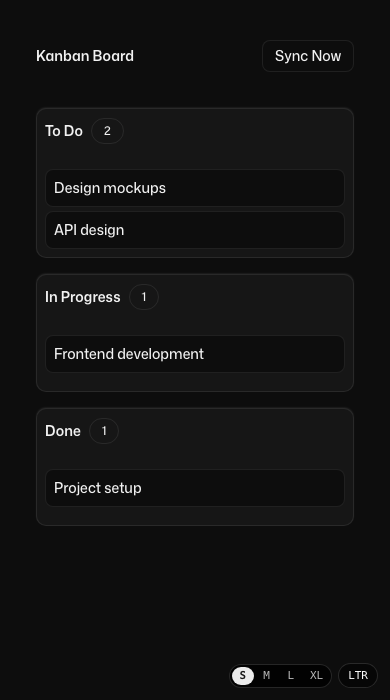 Kanban Board
Sync Now
To Do 2
Design mockups
API design
In Progress 1
Frontend development
Done 1
Project setup
S M L XL LTR